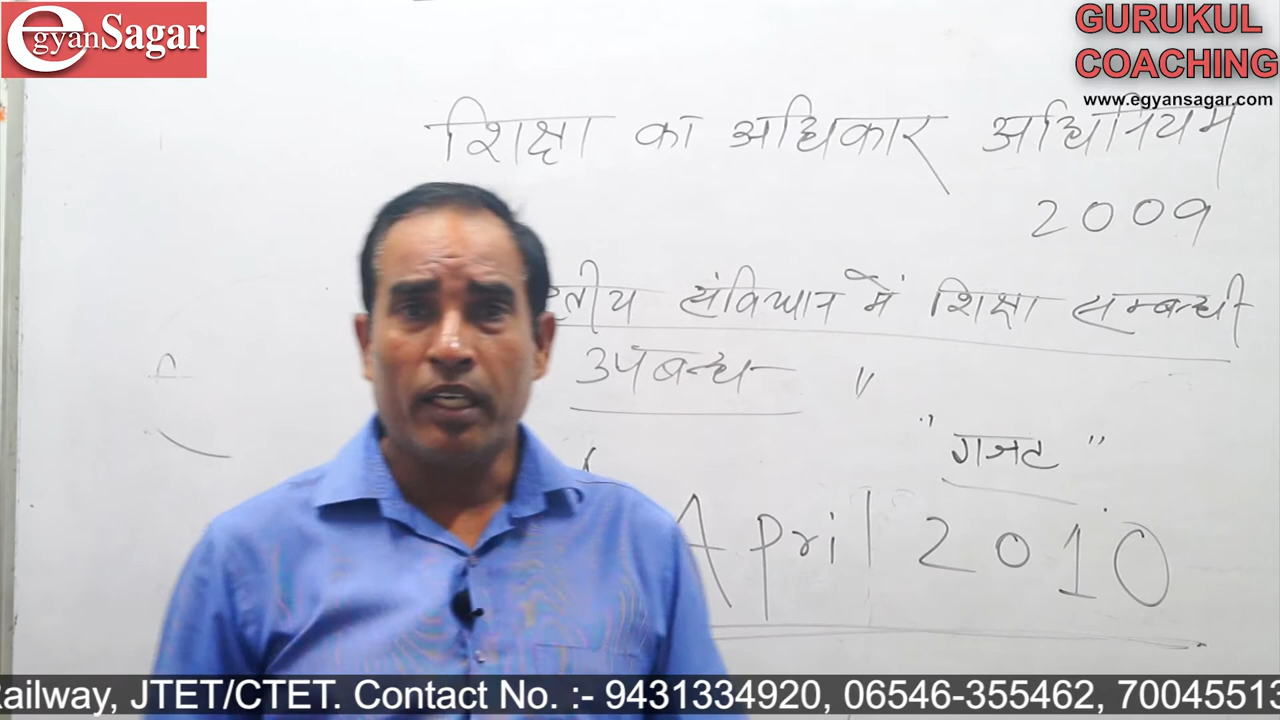 egyanSagar
GURUKUL
COACHING
www.egyansagar.com
शिक्षा का अधिकार अधिनियम
2009
संविधान में शिक्षा सम्बन्धी
उपबन्ध "
" गजट "
April 2010
Railway, JTET/CTET. Contact No. :- 9431334920, 06546-355462, 70045513